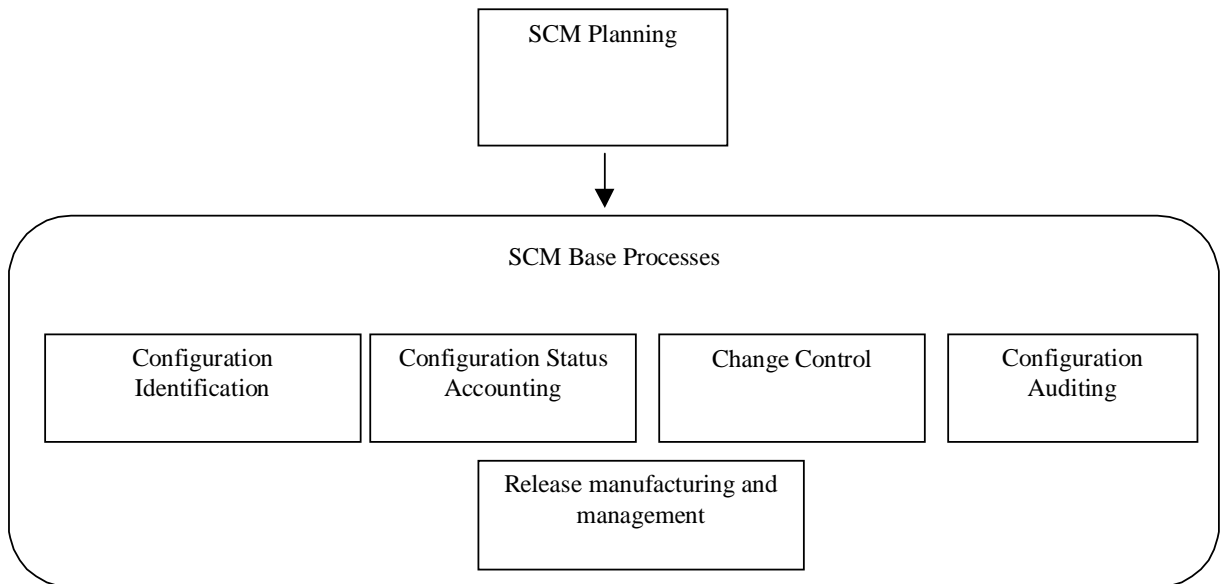 SCM Planning
SCM Base Processes
Configuration
Identification
Configuration Status
Accounting
Change Control
Configuration
Auditing
Release manufacturing and
management